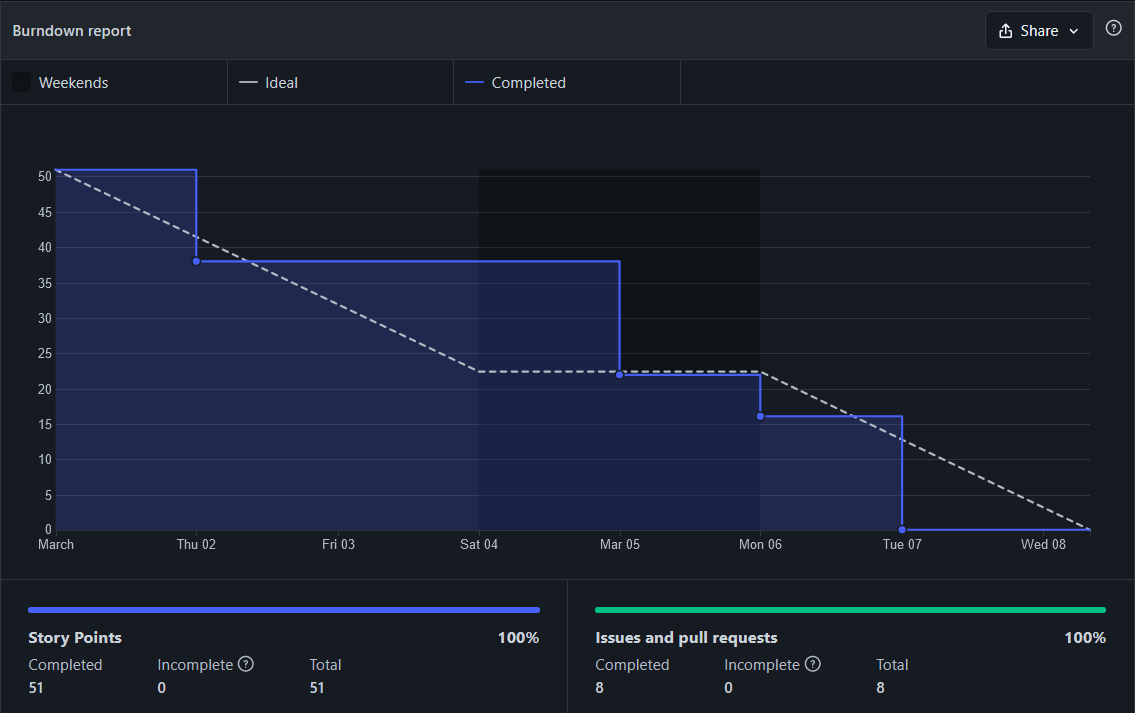 Burndown report
Share
Weekends
Ideal
Completed
50
45
40
35
30
25
20
15
10
5
0
March Thu 02 Fri 03 Sat 04 Mar 05 Mon 06 Tue 07 Wed 08
Story Points 100%
Completed Incomplete ? Total
51 0 51
Issues and pull requests 100%
Completed Incomplete ? Total
8 0 8